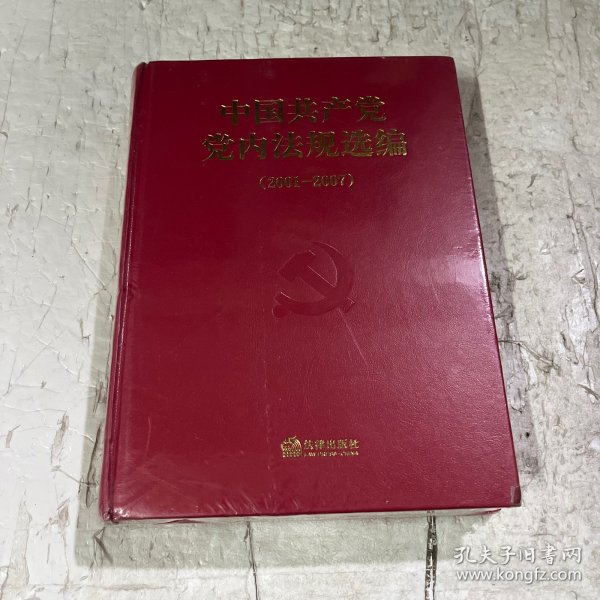 中国共产党
党内法规选编
(2001-2007)
法律出版社
LAW PRESS·CHINA
孔夫子旧书网
www.kongfz.com